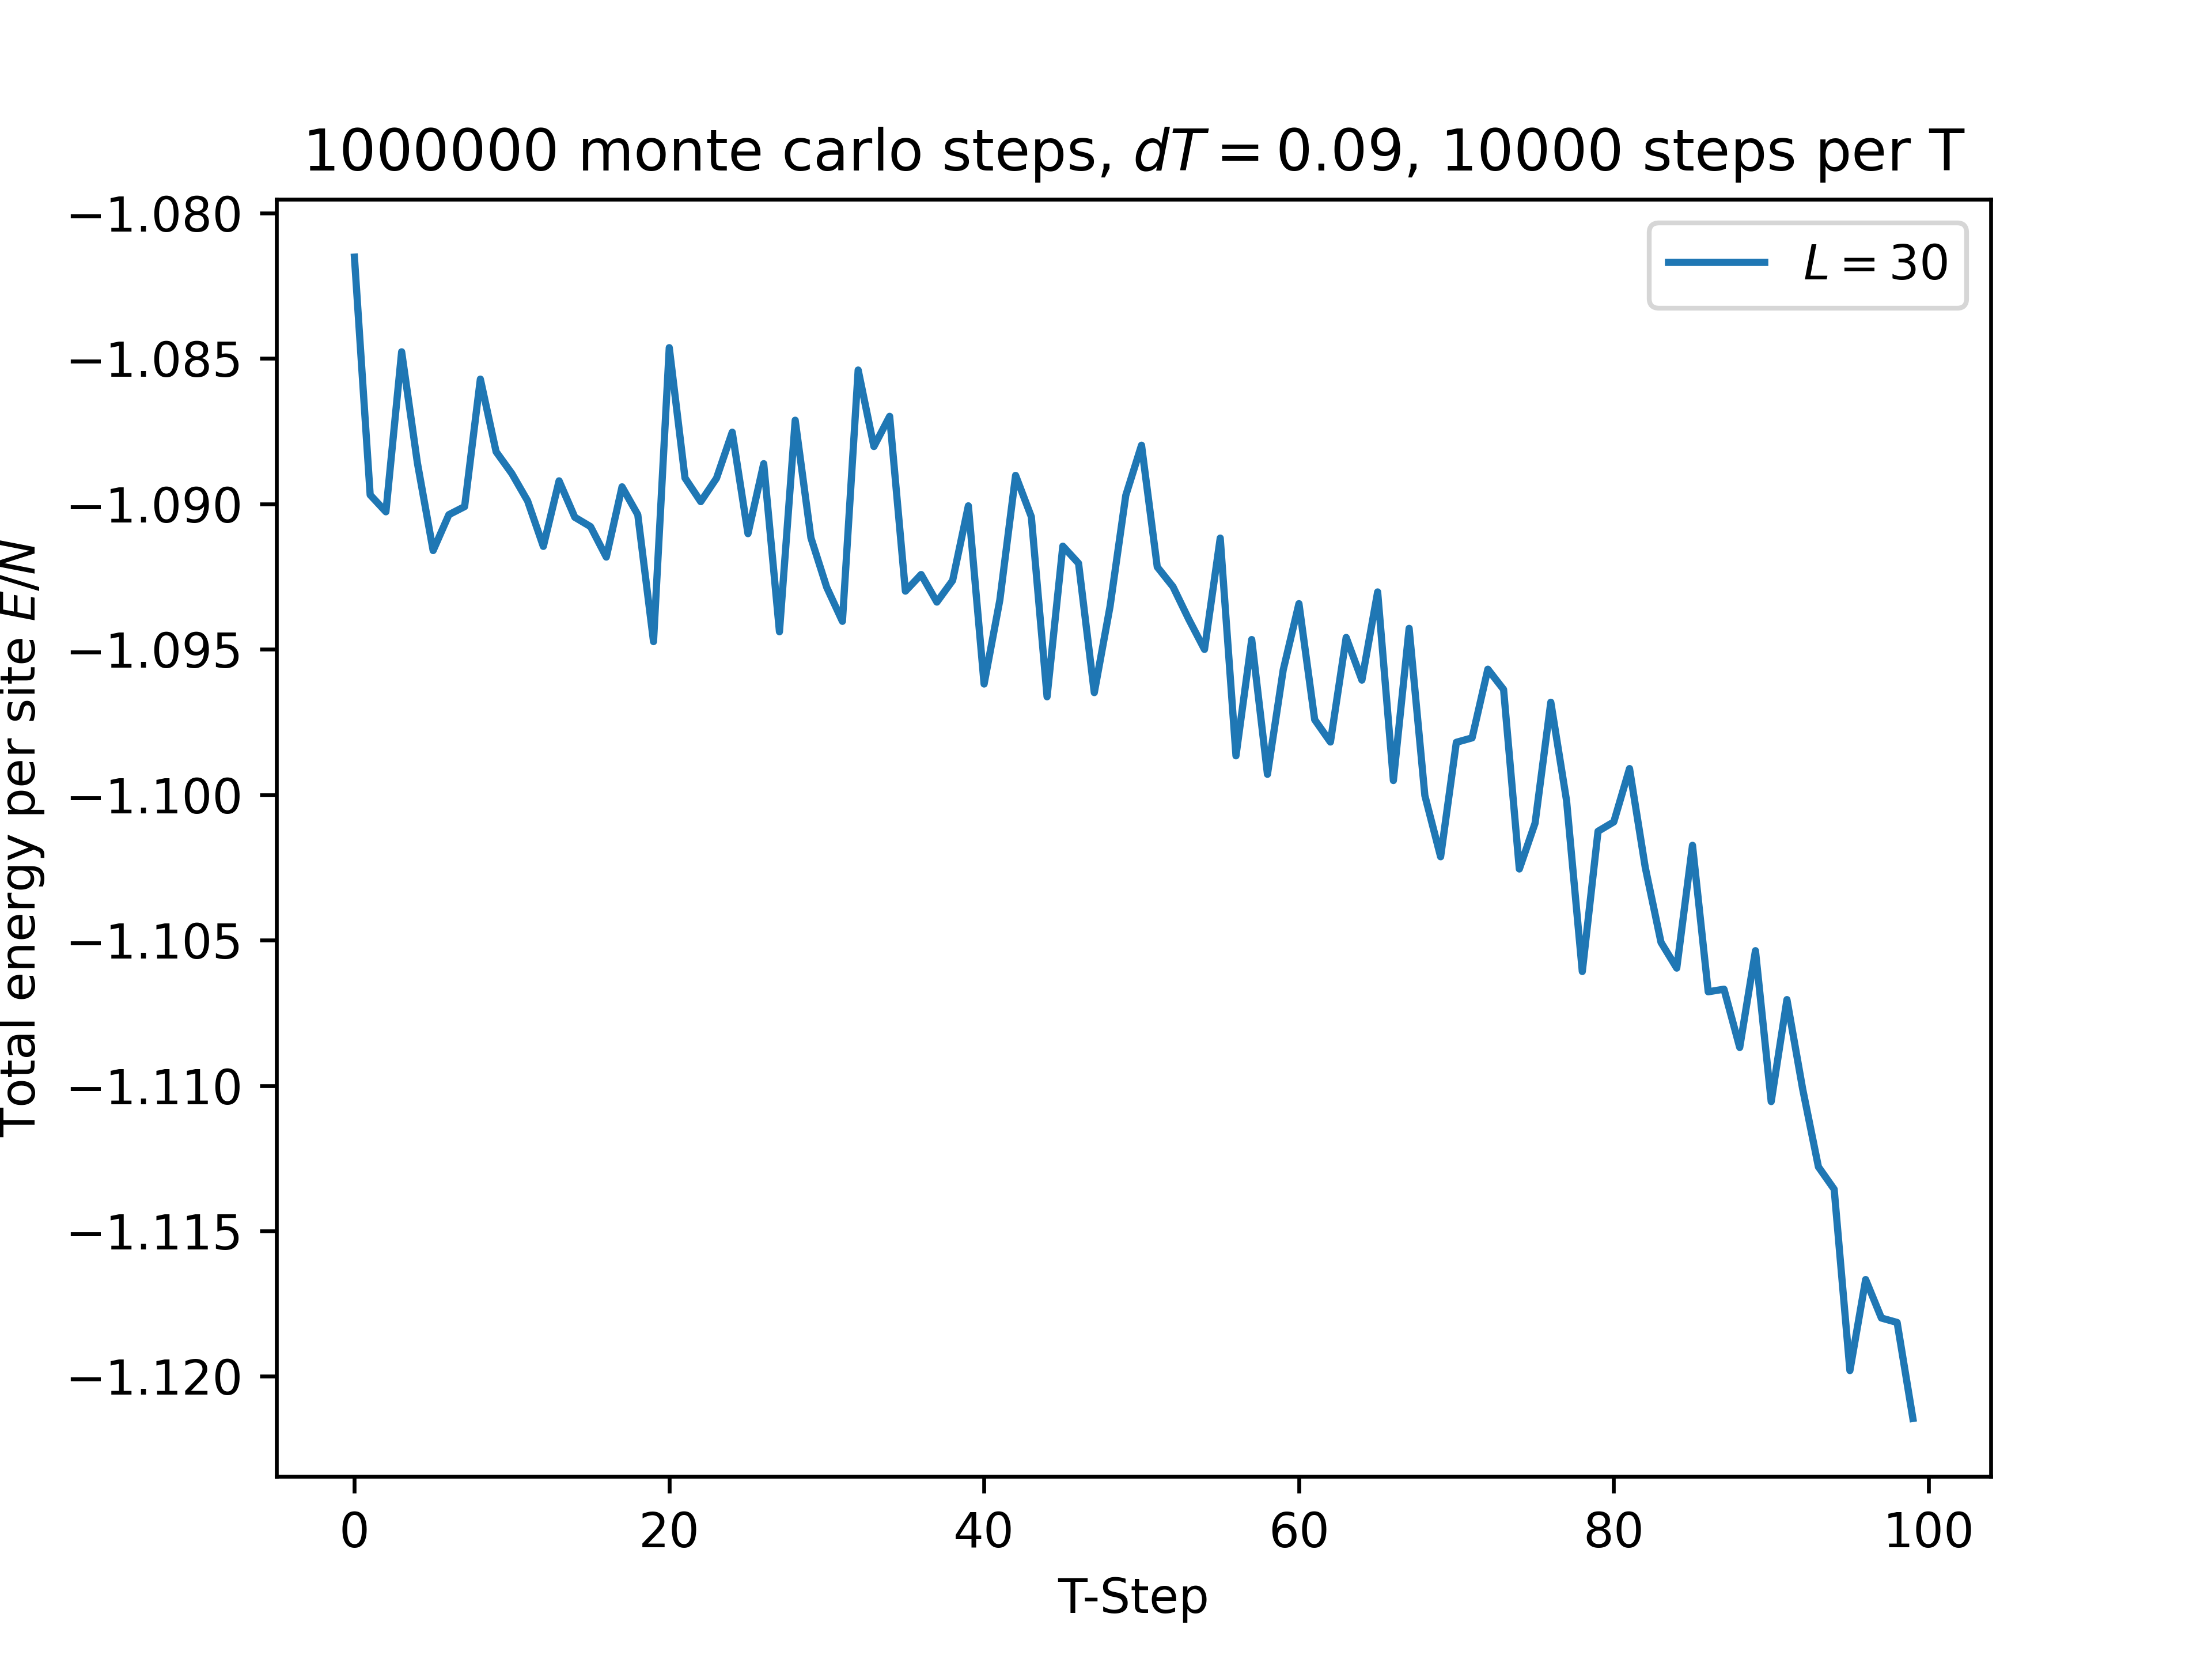 1000000 monte carlo steps, dT = 0.09, 10000 steps per T
L = 30
−1.080
−1.085
−1.090
−1.095
−1.100
−1.105
−1.110
−1.115
−1.120
Total energy per site E/N
0 20 40 60 80 100
T-Step